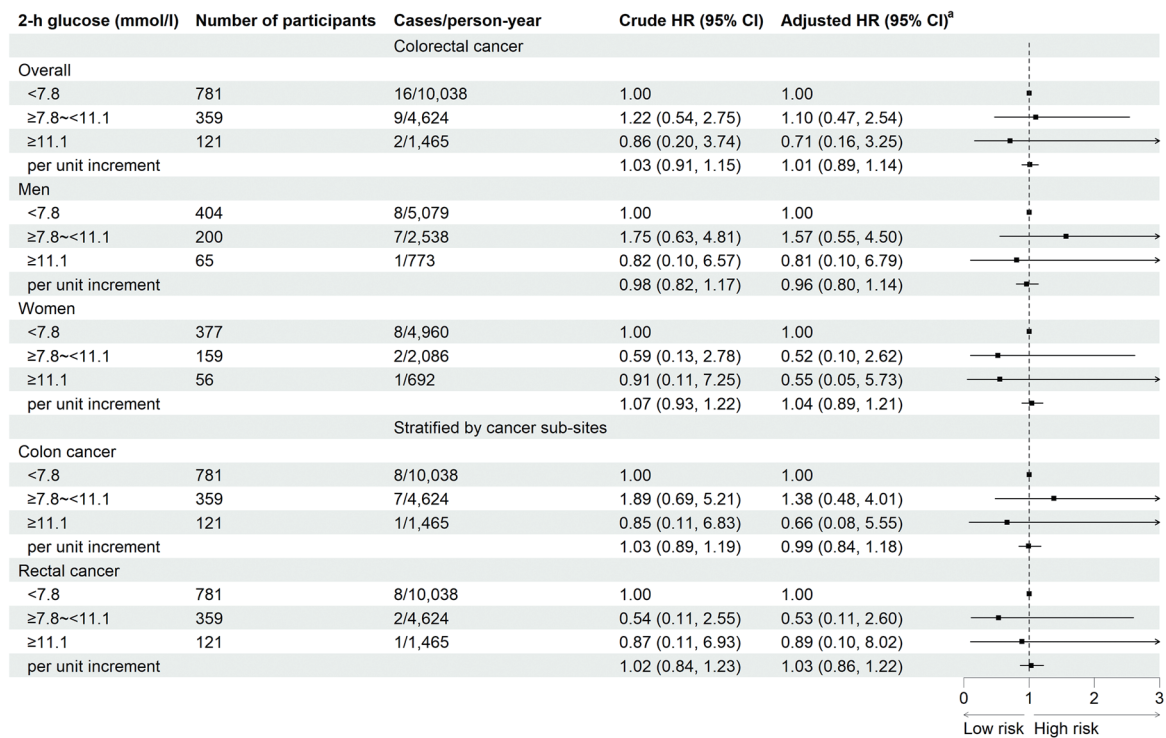 2-h glucose (mmol/l) Number of participants Cases/person-year Crude HR (95% CI) Adjusted HR (95% CI)a
Colorectal cancer
Overall
<7.8 781 16/10,038 1.00 1.00
≥7.8~<11.1 359 9/4,624 1.22 (0.54, 2.75) 1.10 (0.47, 2.54)
≥11.1 121 2/1,465 0.86 (0.20, 3.74) 0.71 (0.16, 3.25)
per unit increment 1.03 (0.91, 1.15) 1.01 (0.89, 1.14)
Men
<7.8 404 8/5,079 1.00 1.00
≥7.8~<11.1 200 7/2,538 1.75 (0.63, 4.81) 1.57 (0.55, 4.50)
≥11.1 65 1/773 0.82 (0.10, 6.57) 0.81 (0.10, 6.79)
per unit increment 0.98 (0.82, 1.17) 0.96 (0.80, 1.14)
Women
<7.8 377 8/4,960 1.00 1.00
≥7.8~<11.1 159 2/2,086 0.59 (0.13, 2.78) 0.52 (0.10, 2.62)
≥11.1 56 1/692 0.91 (0.11, 7.25) 0.55 (0.05, 5.73)
per unit increment 1.07 (0.93, 1.22) 1.04 (0.89, 1.21)
Stratified by cancer sub-sites
Colon cancer
<7.8 781 8/10,038 1.00 1.00
≥7.8~<11.1 359 7/4,624 1.89 (0.69, 5.21) 1.38 (0.48, 4.01)
≥11.1 121 1/1,465 0.85 (0.11, 6.83) 0.66 (0.08, 5.55)
per unit increment 1.03 (0.89, 1.19) 0.99 (0.84, 1.18)
Rectal cancer
<7.8 781 8/10,038 1.00 1.00
≥7.8~<11.1 359 2/4,624 0.54 (0.11, 2.55) 0.53 (0.11, 2.60)
≥11.1 121 1/1,465 0.87 (0.11, 6.93) 0.89 (0.10, 8.02)
per unit increment 1.02 (0.84, 1.23) 1.03 (0.86, 1.22)
0 1 2 3
Low risk High risk